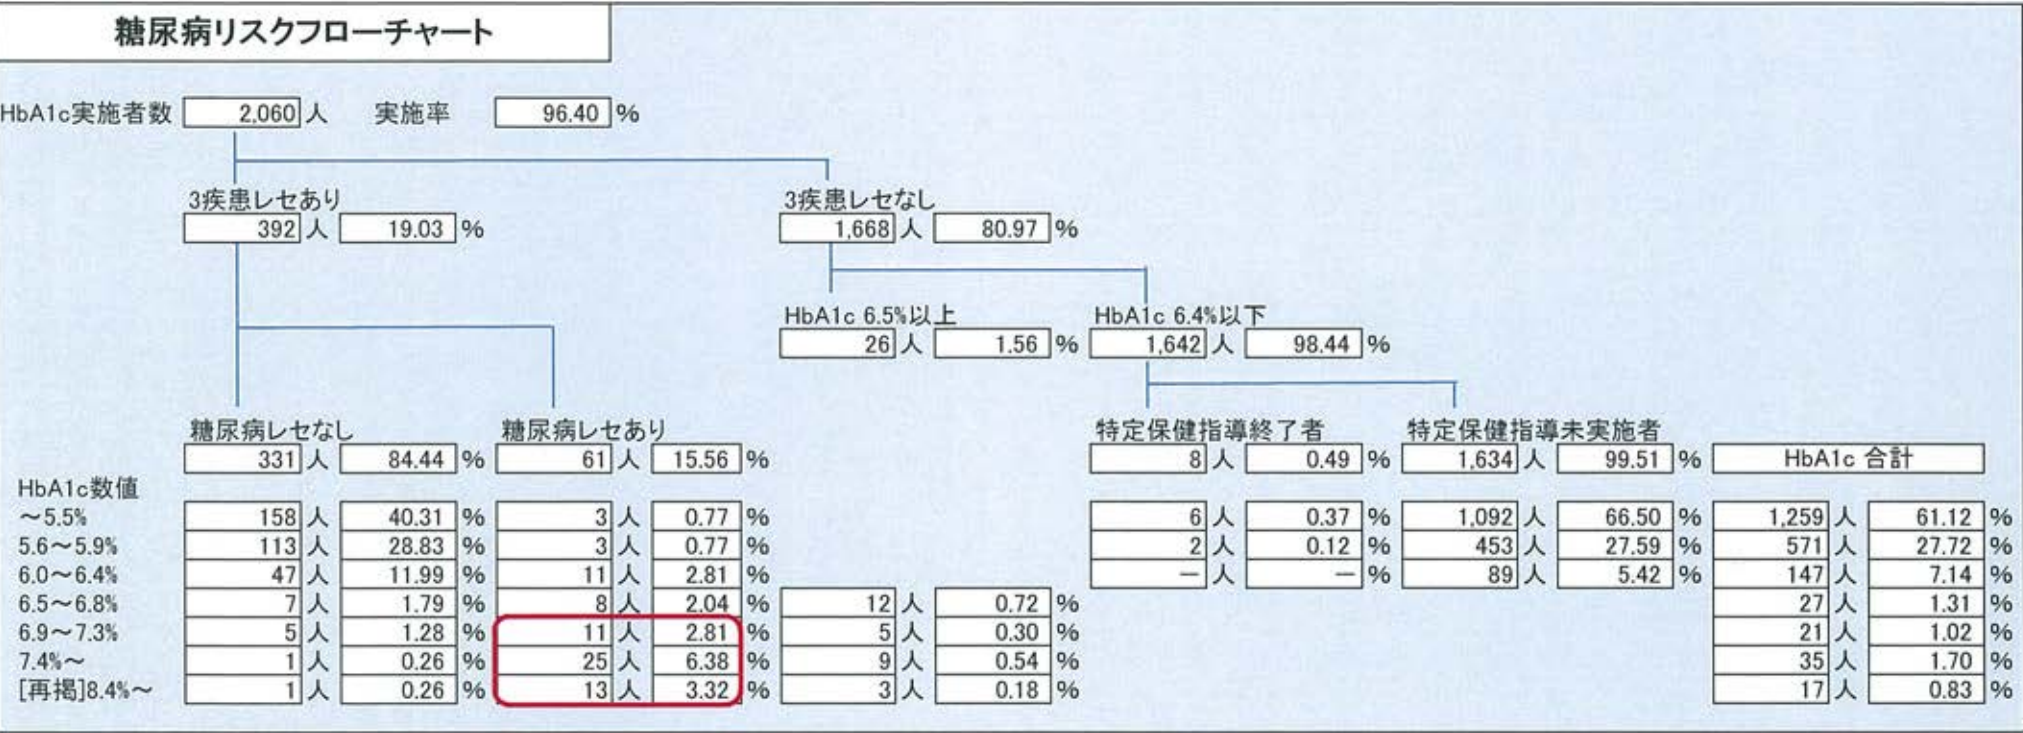 糖尿病リスクフローチャート
HbA1c実施者数 2,060 人 実施率 96.40 %
3疾患レセあり 3疾患レセなし
392 人 19.03 % 1,668 人 80.97 %
HbA1c 6.5%以上 HbA1c 6.4%以下
26 人 1.56 % 1,642 人 98.44 %
糖尿病レセなし 糖尿病レセあり 特定保健指導終了者 特定保健指導未実施者
331 人 84.44 % 61 人 15.56 % 8 人 0.49 % 1,634 人 99.51 % HbA1c 合計
HbA1c数値
～5.5% 158 人 40.31 % 3 人 0.77 % 6 人 0.37 % 1,092 人 66.50 % 1,259 人 61.12 %
5.6～5.9% 113 人 28.83 % 3 人 0.77 % 2 人 0.12 % 453 人 27.59 % 571 人 27.72 %
6.0～6.4% 47 人 11.99 % 11 人 2.81 % － 人 － % 89 人 5.42 % 147 人 7.14 %
6.5～6.8% 7 人 1.79 % 8 人 2.04 % 12 人 0.72 % 27 人 1.31 %
6.9～7.3% 5 人 1.28 % 11 人 2.81 % 5 人 0.30 % 21 人 1.02 %
7.4%～ 1 人 0.26 % 25 人 6.38 % 9 人 0.54 % 35 人 1.70 %
[再掲]8.4%～ 1 人 0.26 % 13 人 3.32 % 3 人 0.18 % 17 人 0.83 %